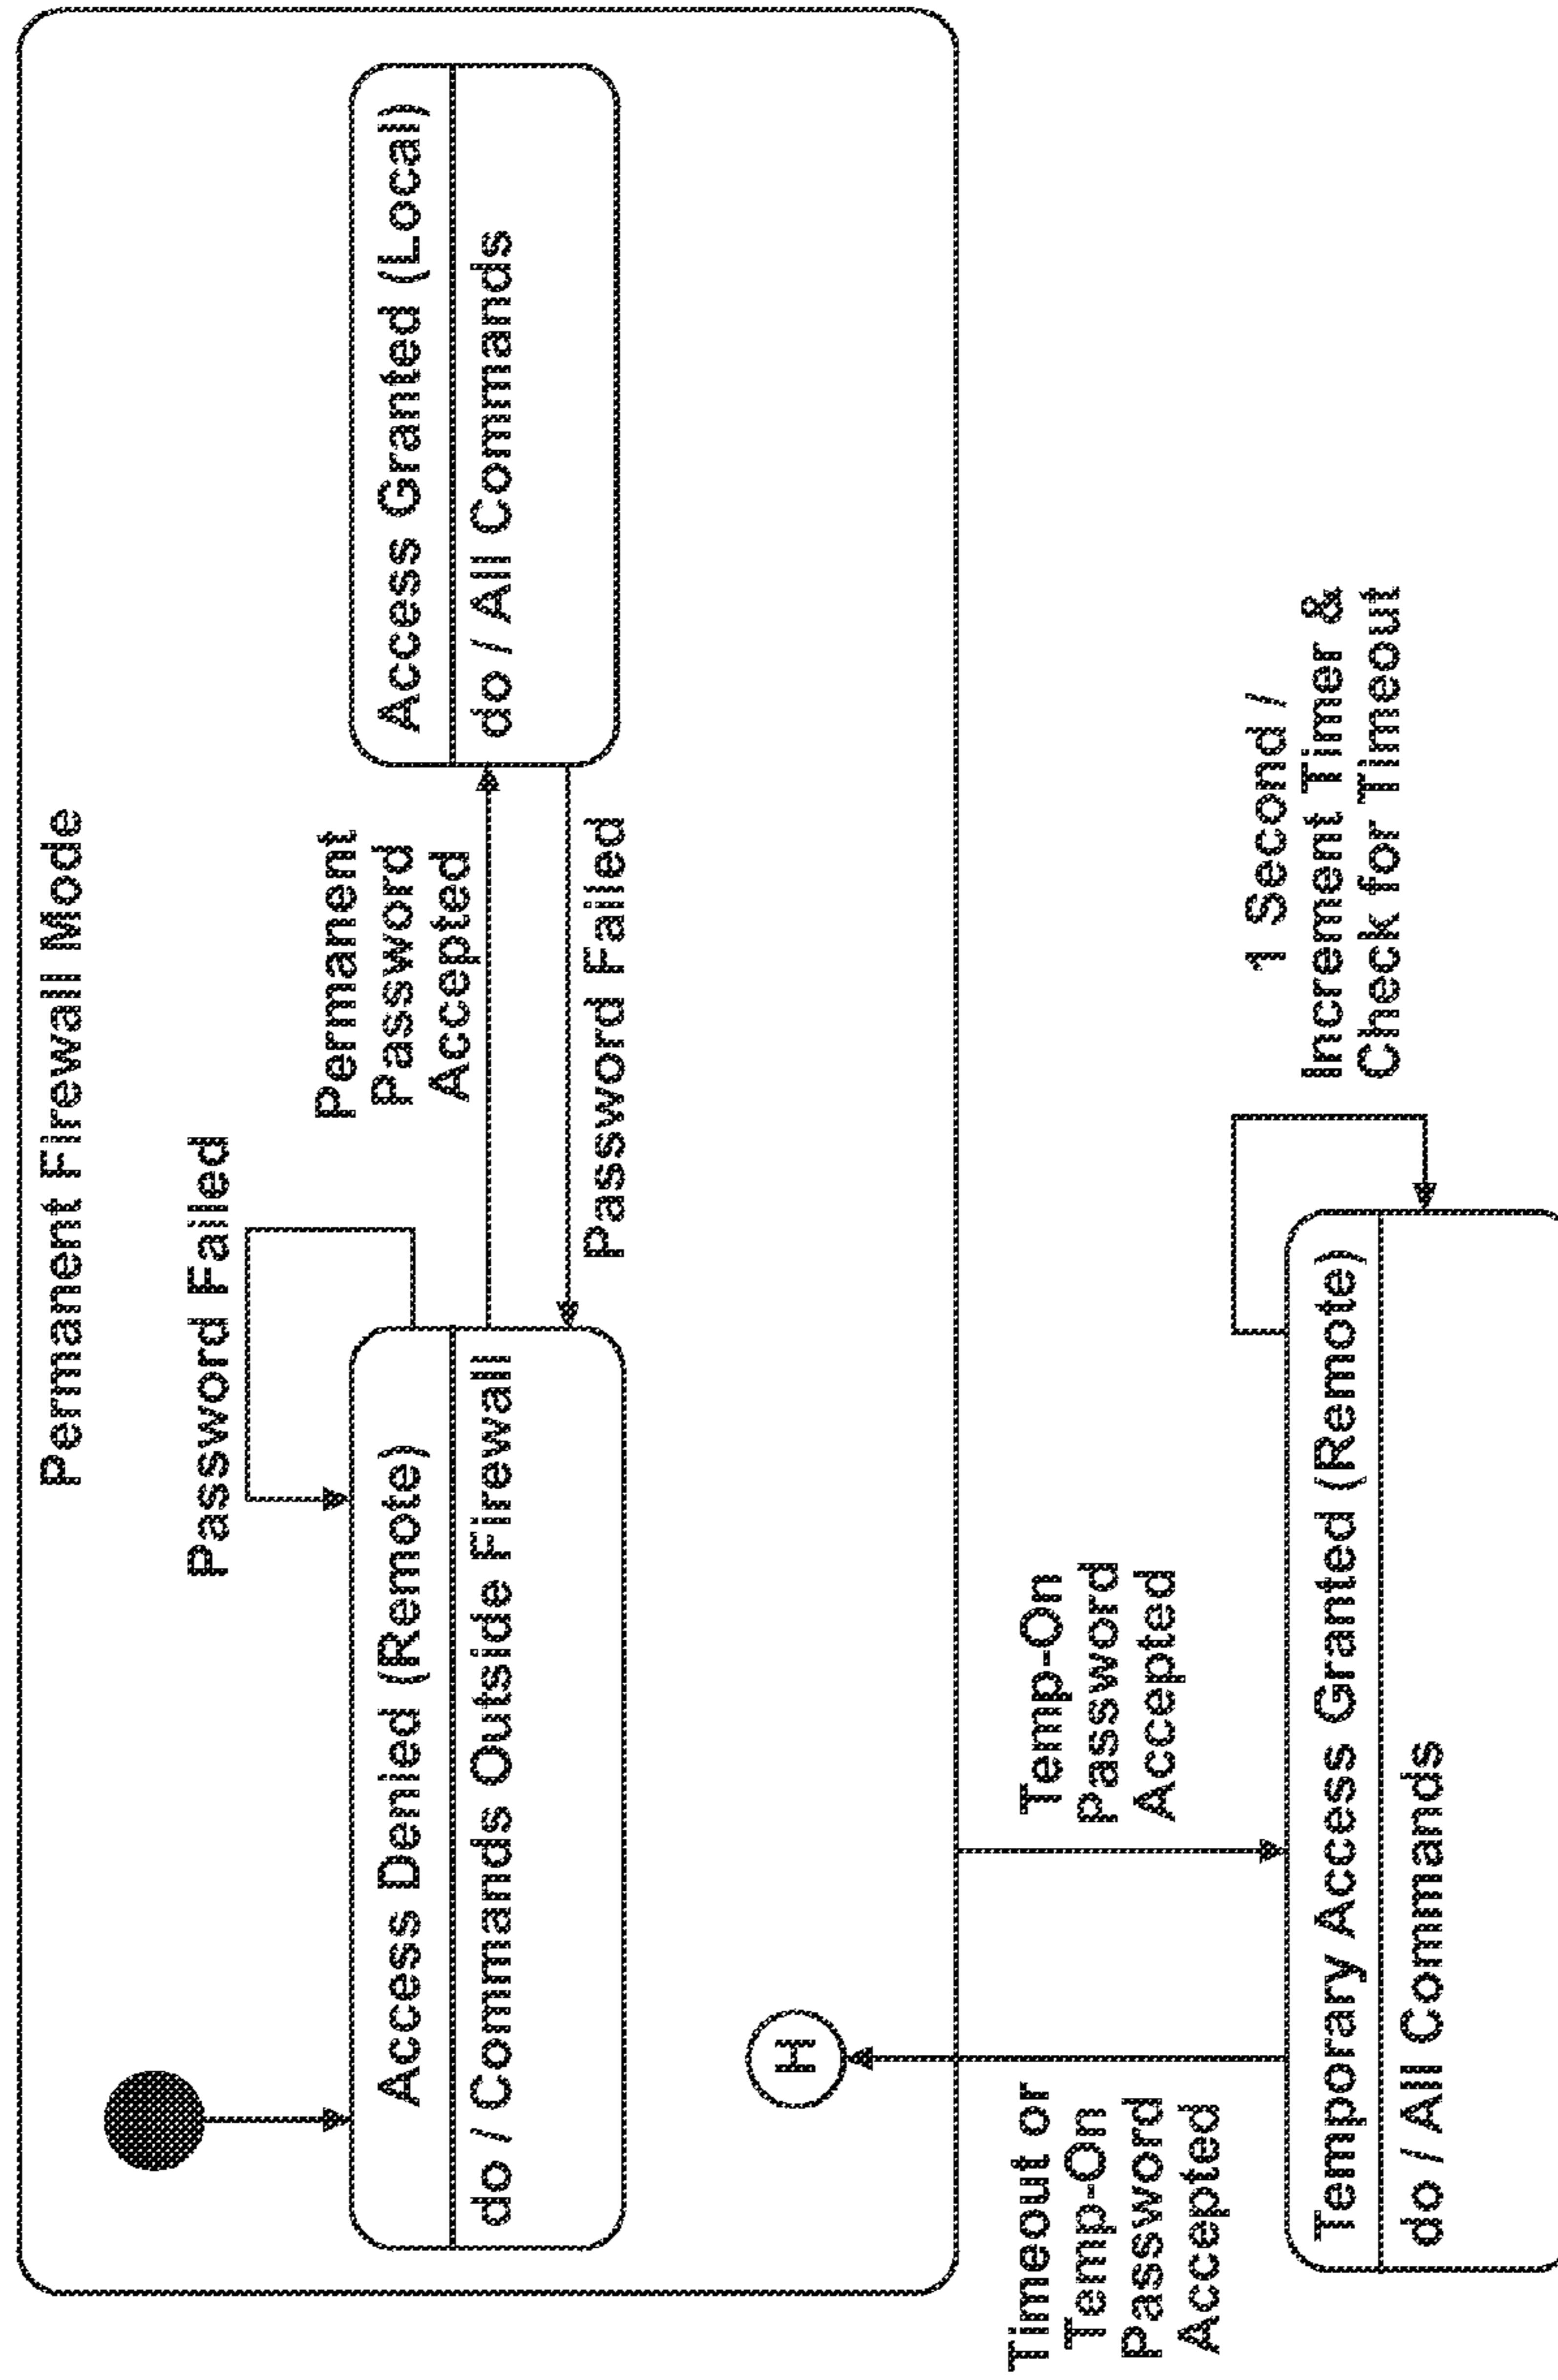 Permanent Firewall Mode
Password Failed
Access Denied (Remote)
do / Commands Outside Firewall
Permanent
Password
Accepted
Password Failed
Access Granted (Local)
do / All Commands
H
Timeout or
Temp-On
Password
Accepted
Temp-On
Password
Accepted
Temporary Access Granted (Remote)
do / All Commands
1 Second /
Increment Timer &
Check for Timeout